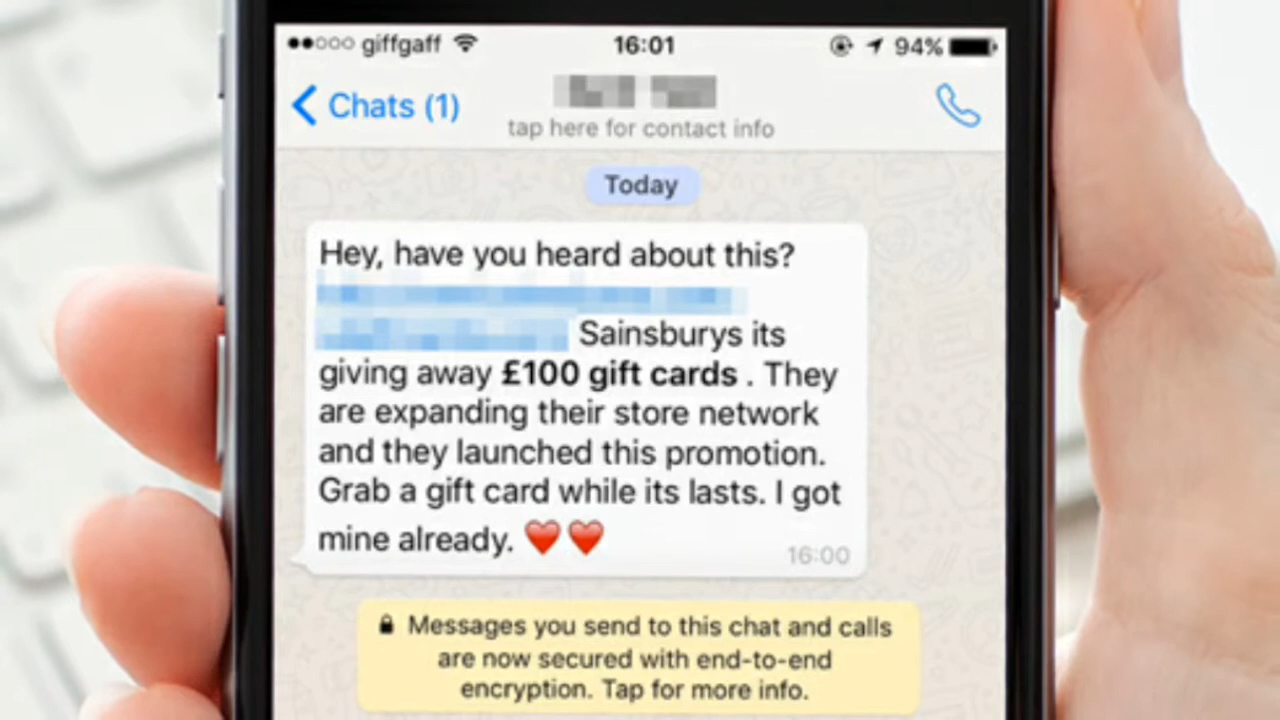 giffgaff 16:01 94%
Chats (1)
tap here for contact info
Today
Hey, have you heard about this?
Sainsburys its
giving away £100 gift cards . They
are expanding their store network
and they launched this promotion.
Grab a gift card while its lasts. I got
mine already. ❤️❤️
16:00
Messages you send to this chat and calls
are now secured with end-to-end
encryption. Tap for more info.